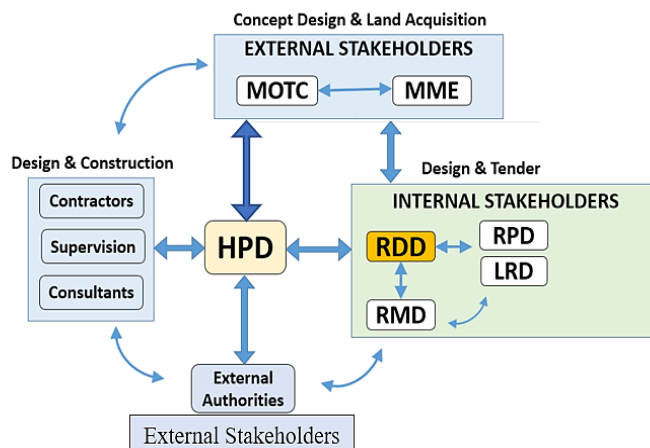 Concept Design & Land Acquisition
EXTERNAL STAKEHOLDERS
MOTC
MME
Design & Construction
Contractors
Supervision
Consultants
HPD
Design & Tender
INTERNAL STAKEHOLDERS
RDD
RPD
LRD
RMD
External
Authorities
External Stakeholders